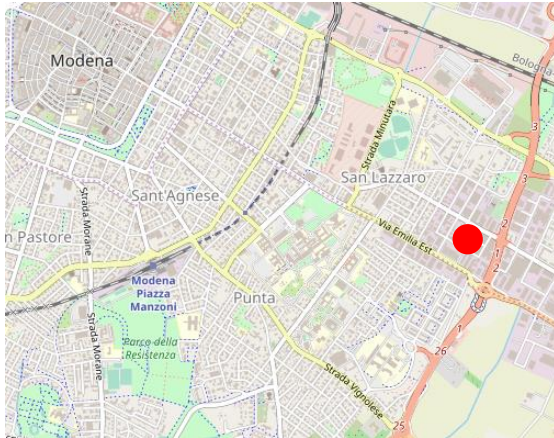 Modena
Bologna
3
Strada Minutara
San Lazzaro
3
Sant'Agnese
Strada Morane
n Pastore
Via Emilia Est
2
1
2
Modena
Piazza
Manzoni
Punta
1
Strada Morane
Parco della
Resistenza
26
Strada Vignolese
25